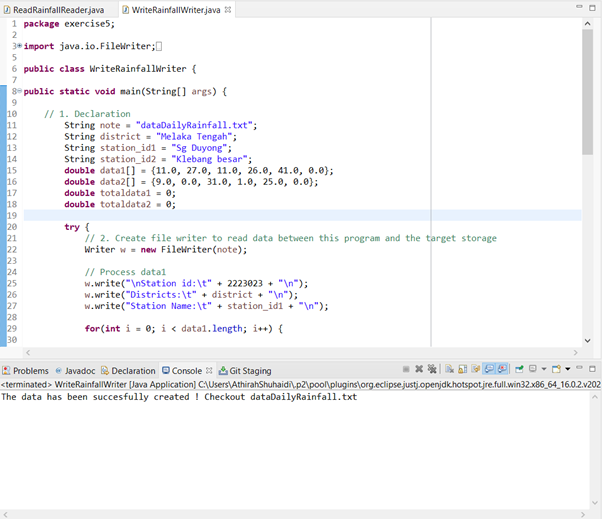 ReadRainfallReader.java WriteRainfallWriter.java
1 package exercise5;
2
3 import java.io.FileWriter;
5
6 public class WriteRainfallWriter {
7
8 public static void main(String[] args) {
9
10 // 1. Declaration
11 String note = "dataDailyRainfall.txt";
12 String district = "Melaka Tengah";
13 String station_id1 = "Sg Duyong";
14 String station_id2 = "Klebang besar";
15 double data1[] = {11.0, 27.0, 11.0, 26.0, 41.0, 0.0};
16 double data2[] = {9.0, 0.0, 31.0, 1.0, 25.0, 0.0};
17 double totaldata1 = 0;
18 double totaldata2 = 0;
19
20 try {
21 // 2. Create file writer to read data between this program and the target storage
22 Writer w = new FileWriter(note);
23
24 // Process data1
25 w.write("\nStation id:\t" + 2223023 + "\n");
26 w.write("Districts:\t" + district + "\n");
27 w.write("Station Name:\t" + station_id1 + "\n");
28
29 for(int i = 0; i < data1.length; i++) {
30
Problems Javadoc Declaration Console Git Staging
<terminated> WriteRainfallWriter [Java Application] C:\Users\AthirahShuhaidi\.p2\pool\plugins\org.eclipse.justj.openjdk.hotspot.jre.full.win32.x86_64_16.0.2.v202
The data has been succesfully created ! Checkout dataDailyRainfall.txt